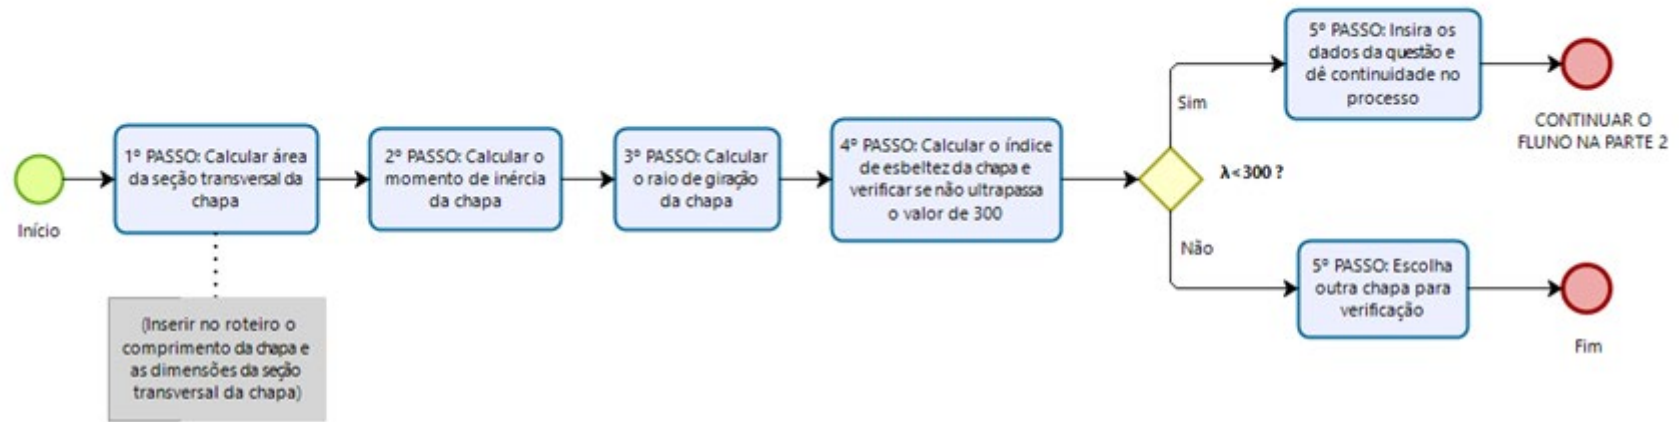 Início
1º PASSO: Calcular área
da seção transversal da
chapa
(Inserir no roteiro o
comprimento da chapa e
as dimensões da seção
transversal da chapa)
2º PASSO: Calcular o
momento de inércia
da chapa
3º PASSO: Calcular
o raio de giração
da chapa
4º PASSO: Calcular o índice
de esbeltez da chapa e
verificar se não ultrapassa
o valor de 300
λ<300 ?
Sim
5º PASSO: Insira os
dados da questão e
dê continuidade no
processo
CONTINUAR O
FLUNO NA PARTE 2
Não
5º PASSO: Escolha
outra chapa para
verificação
Fim